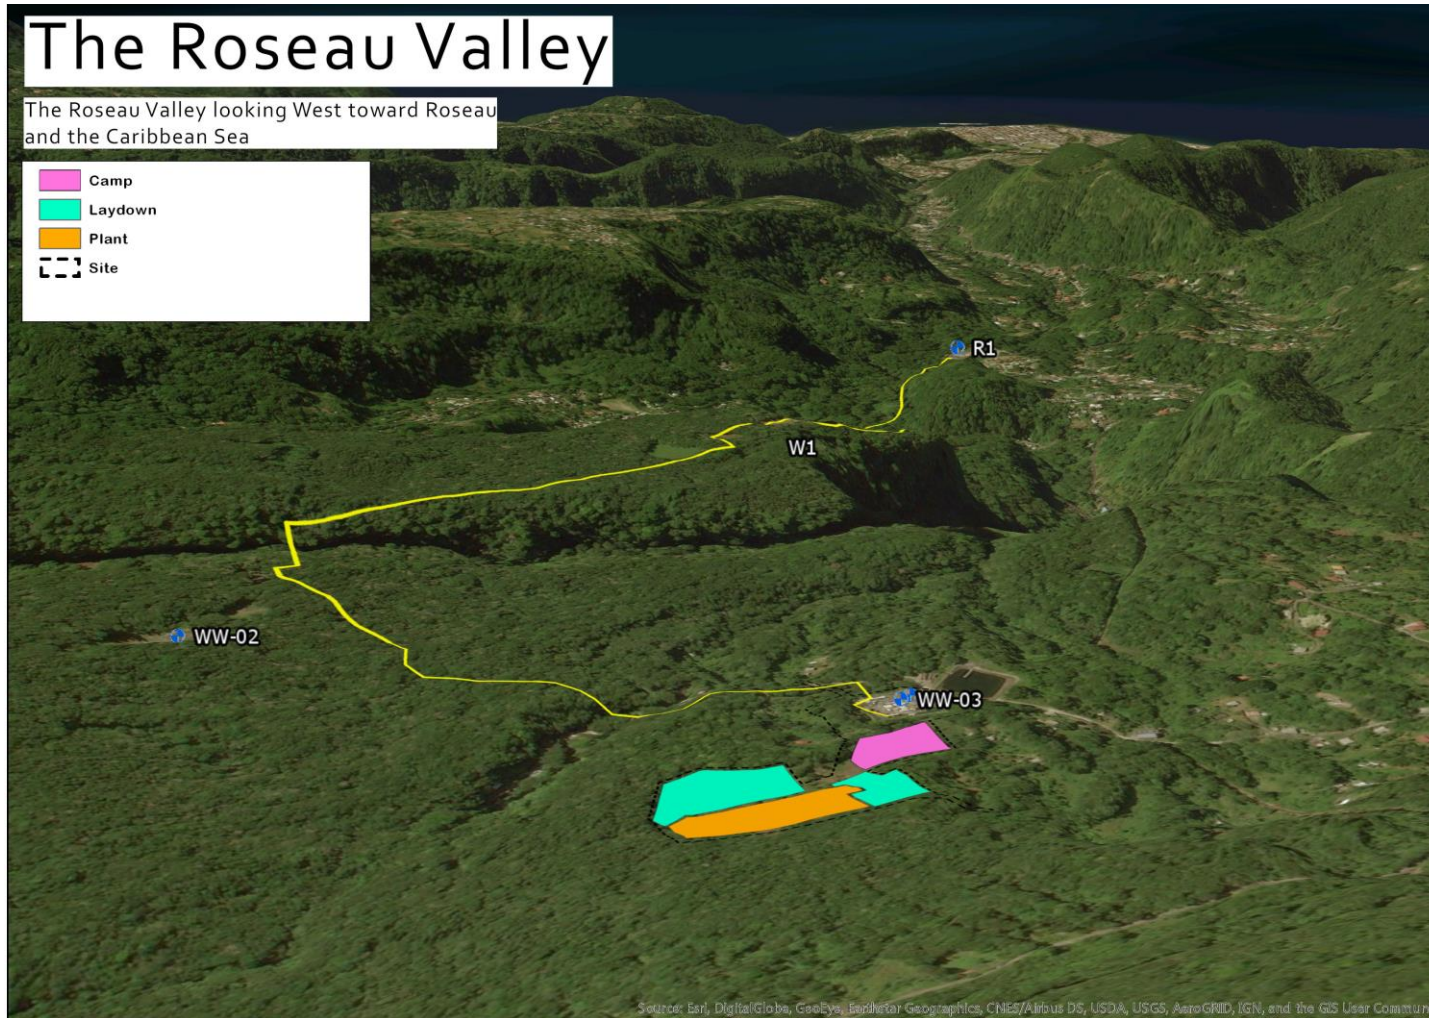 The Roseau Valley
The Roseau Valley looking West toward Roseau
and the Caribbean Sea
Camp
Laydown
Plant
Site
R1
W1
WW-02
WW-03
Source: Esri, DigitalGlobe, GeoEye, Earthstar Geographics, CNES/Airbus DS, USDA, USGS, AeroGRID, IGN, and the GIS User Commun